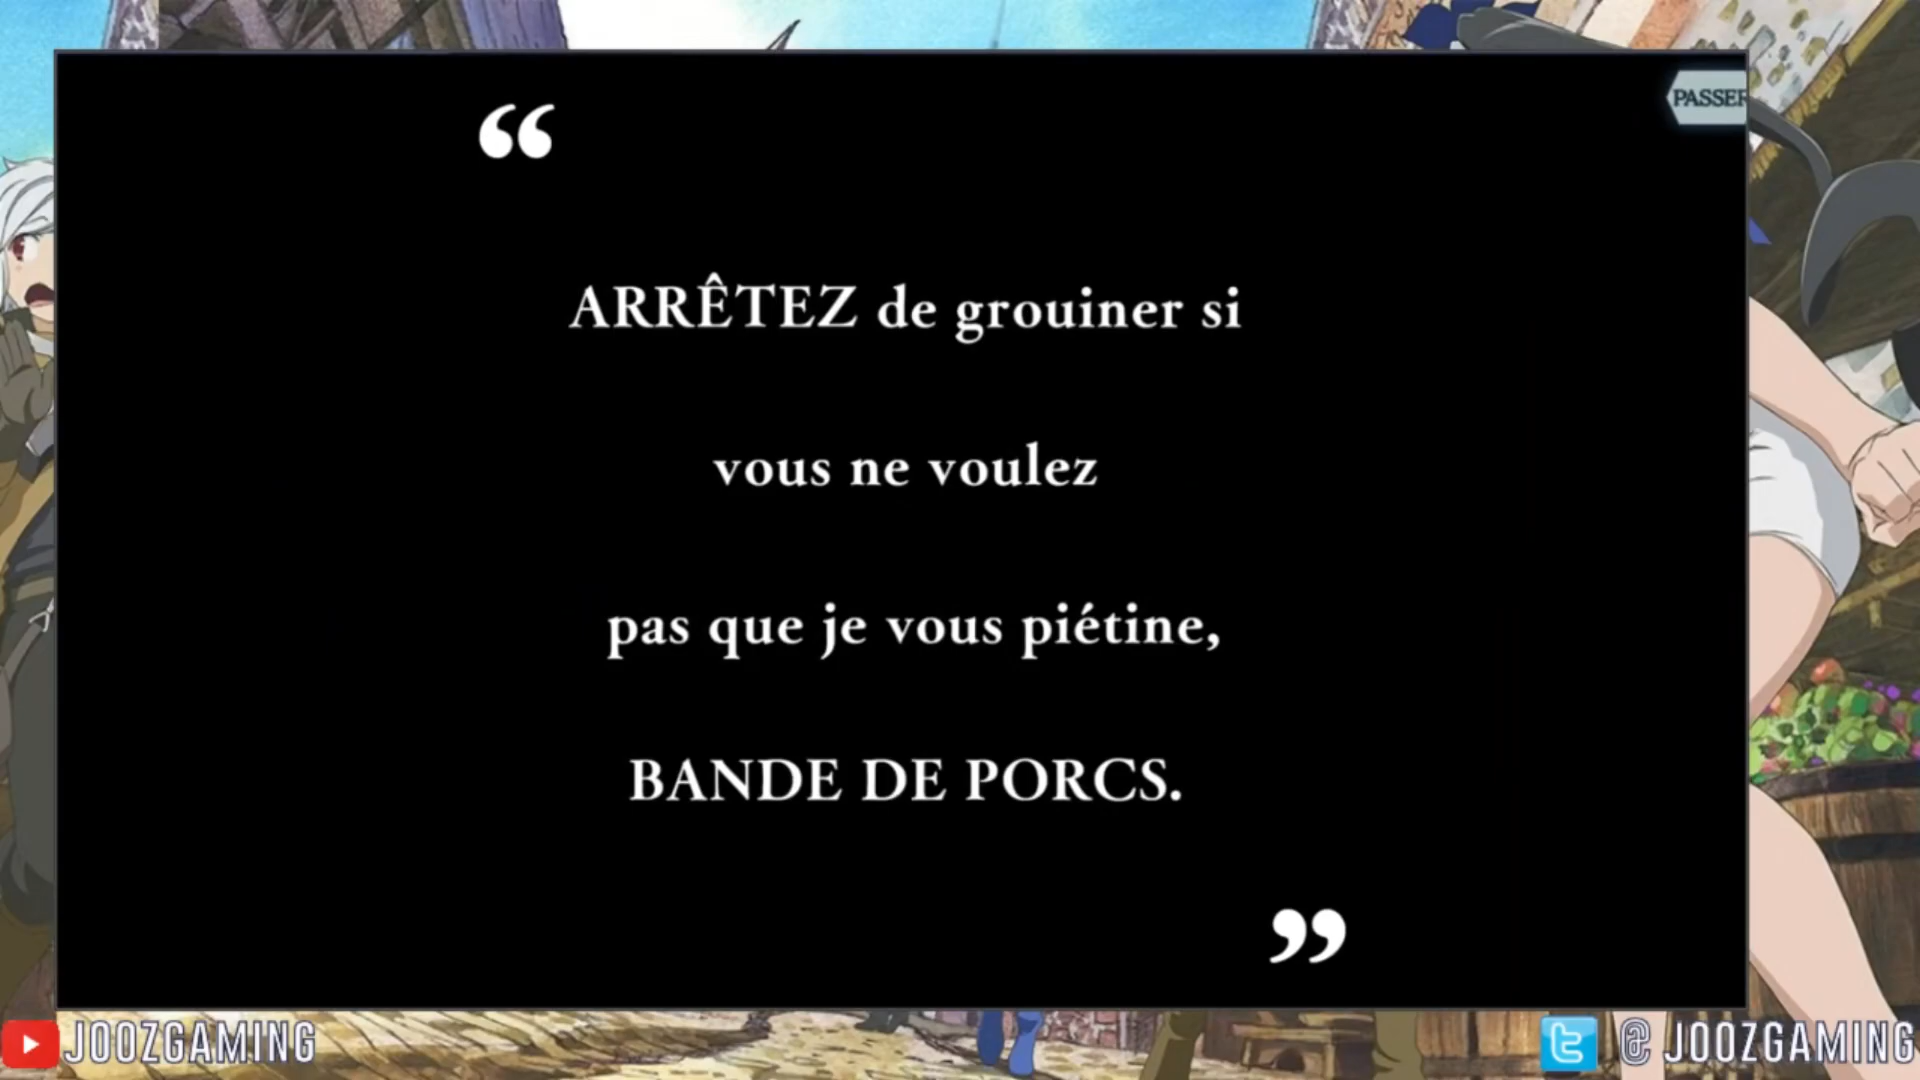 PASSER
“
ARRÊTEZ de grouiner si
vous ne voulez
pas que je vous piétine,
BANDE DE PORCS.
”
JOOZGAMING
@ JOOZGAMING